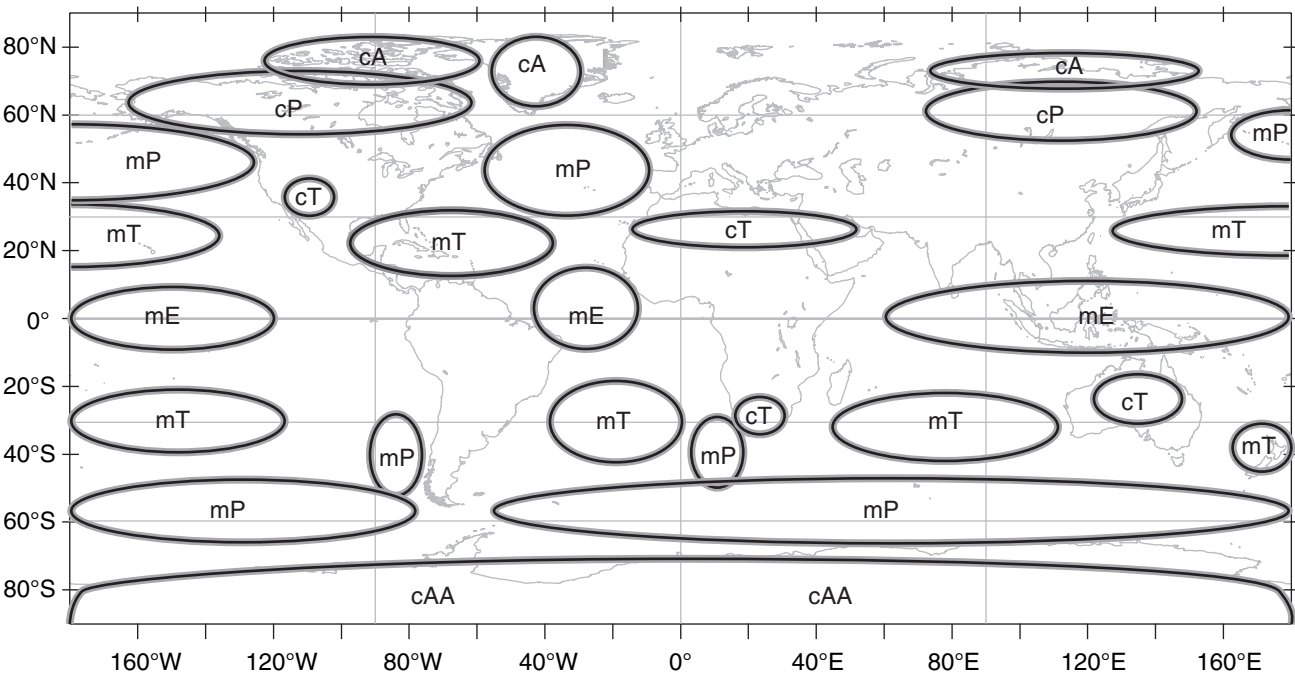 80°N cA cA cA
60°N cP cP mP
mP mP
40°N cT
mT mT cT mT
20°N
0° mE mE mE
20°S
mT mT cT mT cT
40°S mP mP mT
mP mP
60°S
80°S cAA cAA
160°W 120°W 80°W 40°W 0° 40°E 80°E 120°E 160°E